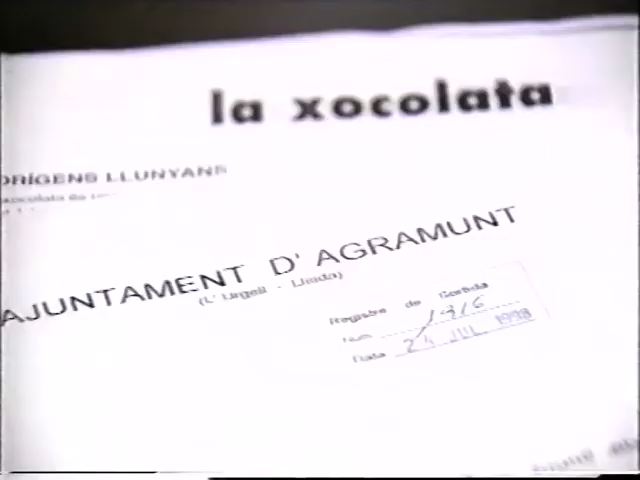 la xocolata
ORÍGENS LLUNYANS
AJUNTAMENT D'AGRAMUNT
(L'Urgell - Lleida)
Registre de Sortida
Núm. 1916
Data 24 JUL. 1998